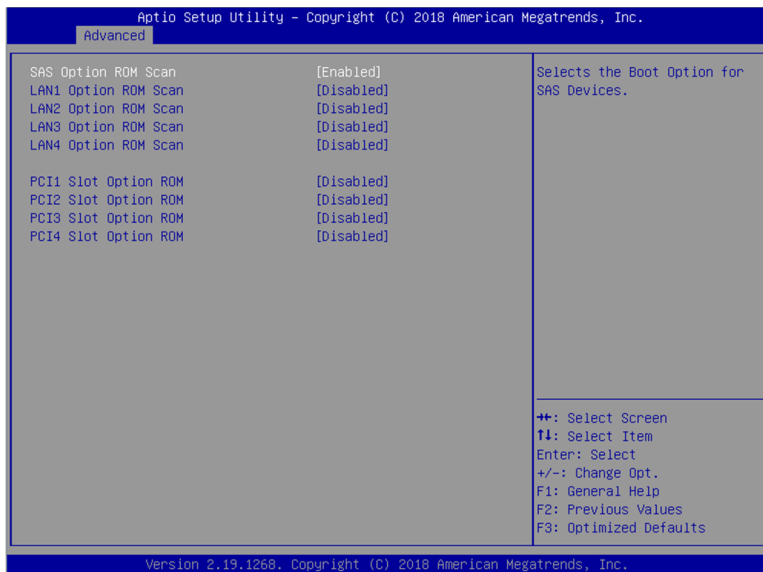 Aptio Setup Utility – Copyright (C) 2018 American Megatrends, Inc.
Advanced
SAS Option ROM Scan [Enabled]
LAN1 Option ROM Scan [Disabled]
LAN2 Option ROM Scan [Disabled]
LAN3 Option ROM Scan [Disabled]
LAN4 Option ROM Scan [Disabled]
PCI1 Slot Option ROM [Disabled]
PCI2 Slot Option ROM [Disabled]
PCI3 Slot Option ROM [Disabled]
PCI4 Slot Option ROM [Disabled]
Selects the Boot Option for
SAS Devices.
→←: Select Screen
↑↓: Select Item
Enter: Select
+/-: Change Opt.
F1: General Help
F2: Previous Values
F3: Optimized Defaults
Version 2.19.1268. Copyright (C) 2018 American Megatrends, Inc.